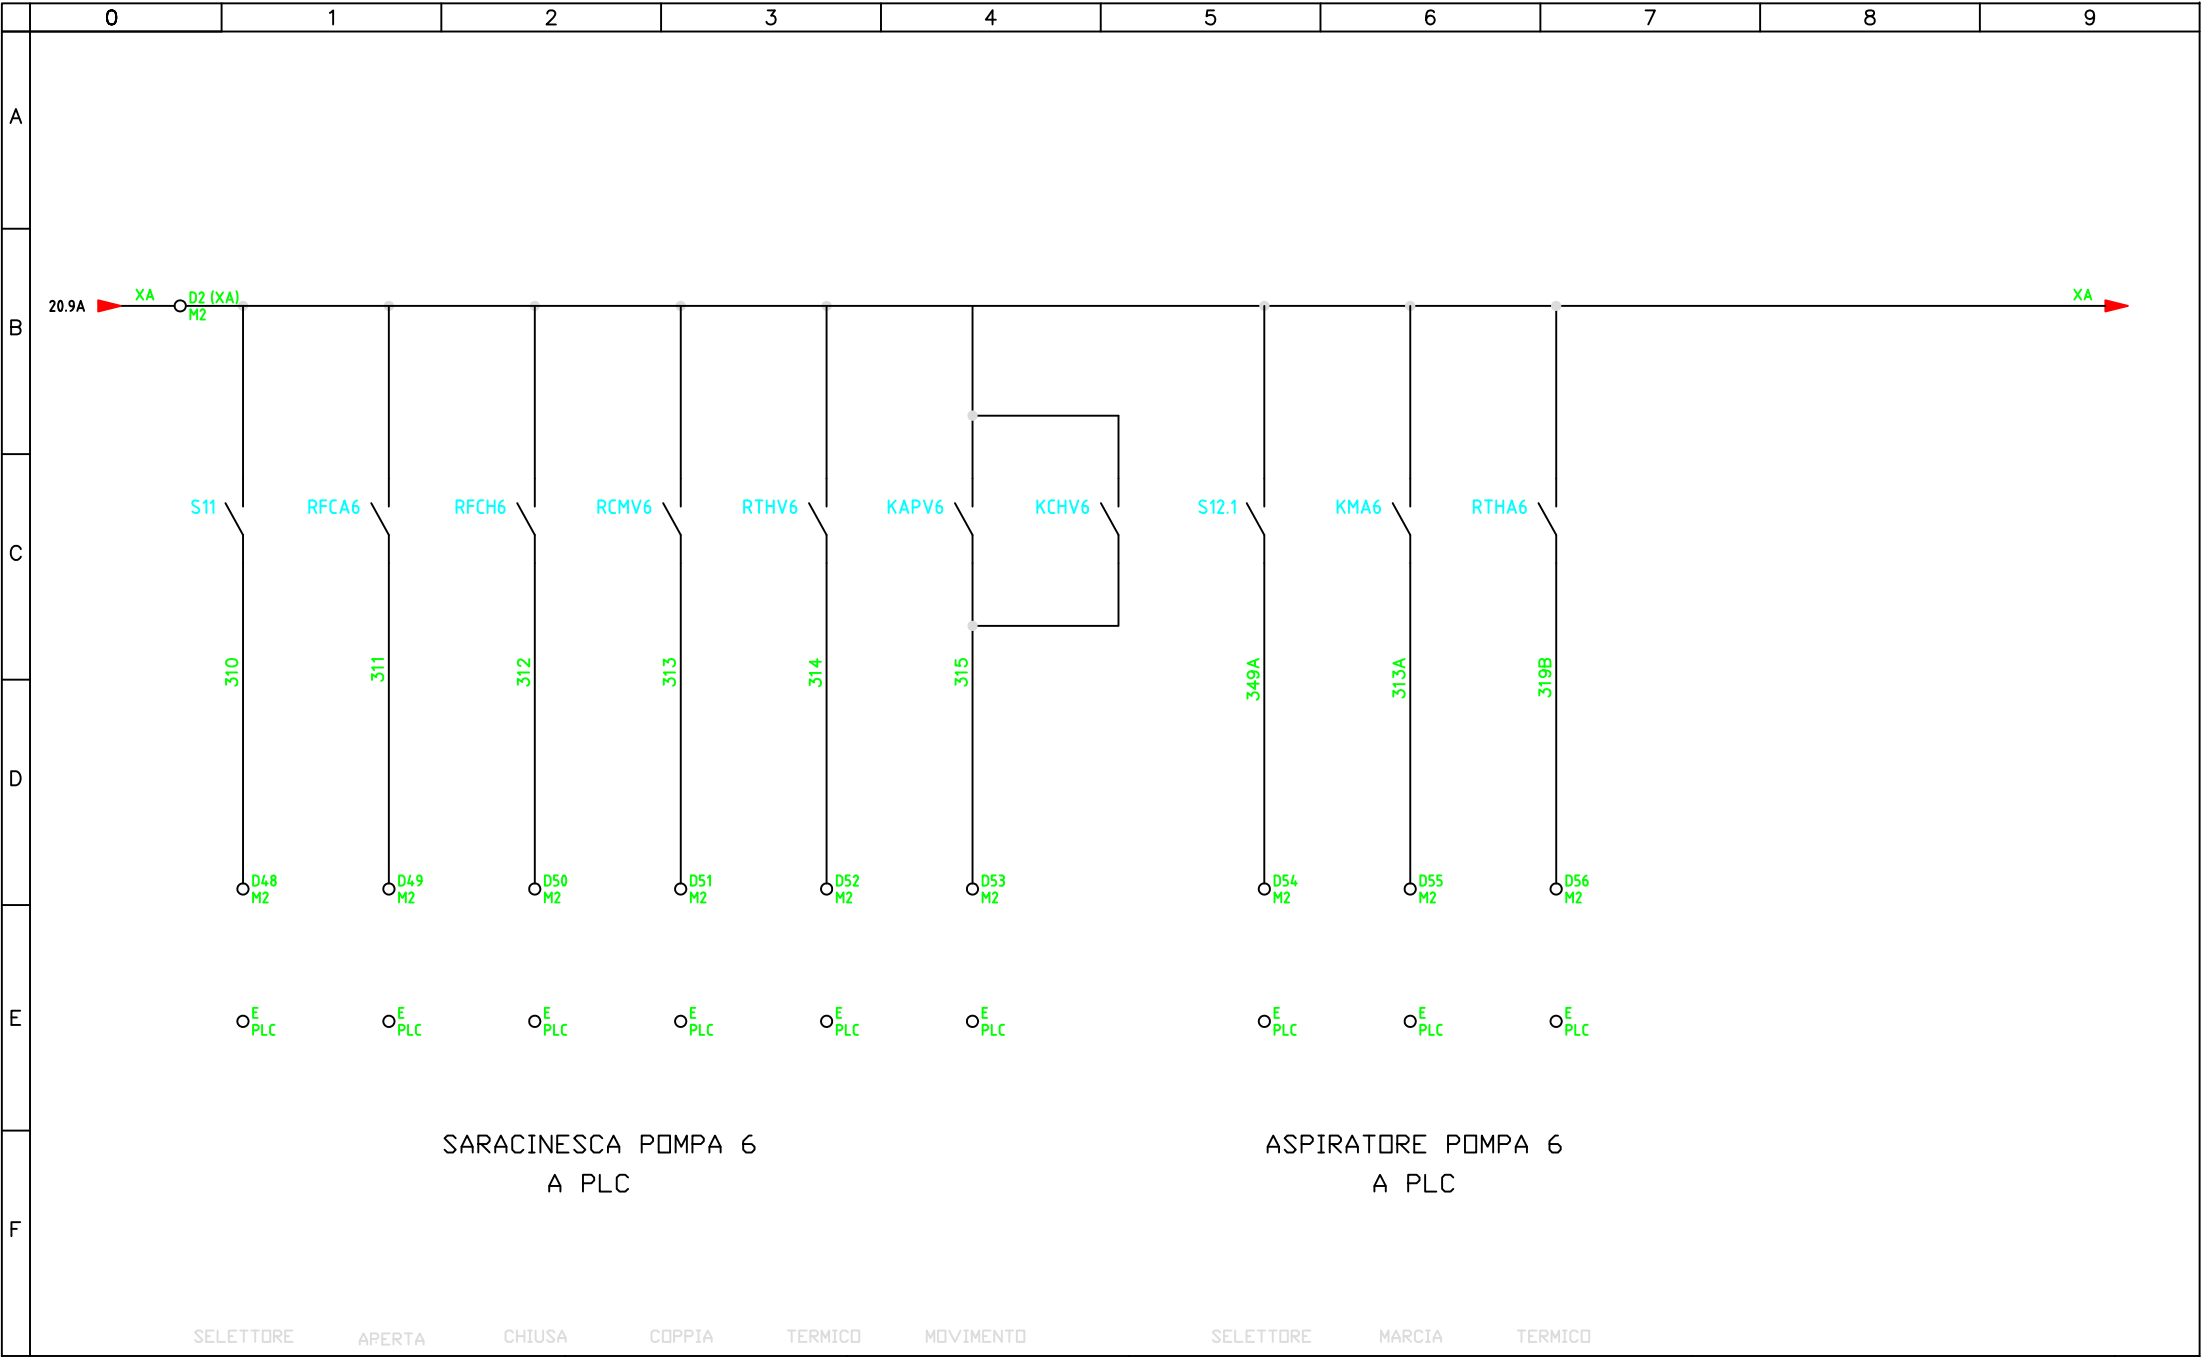 0 1 2 3 4 5 6 7 8 9
A
20.9A XA D2 (XA) XA
M2
B
S11 RFCA6 RFCH6 RCMV6 RTHV6 KAPV6 KCHV6 S12.1 KMA6 RTHA6
C
310 311 312 313 314 315 349A 313A 319B
D
D48 D49 D50 D51 D52 D53 D54 D55 D56
M2 M2 M2 M2 M2 M2 M2 M2 M2
E E E E E E E E E
E
PLC PLC PLC PLC PLC PLC PLC PLC PLC
SARACINESCA POMPA 6 ASPIRATORE POMPA 6
A PLC A PLC
F
SELETTORE APERTA CHIUSA COPPIA TERMICO MOVIMENTO SELETTORE MARCIA TERMICO